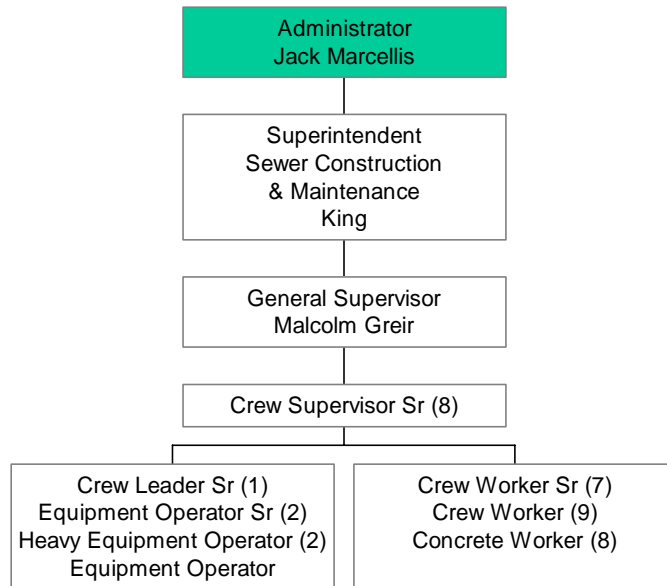 Administrator
Jack Marcellis
Superintendent
Sewer Construction
& Maintenance
King
General Supervisor
Malcolm Greir
Crew Supervisor Sr (8)
Crew Leader Sr (1)
Equipment Operator Sr (2)
Heavy Equipment Operator (2)
Equipment Operator
Crew Worker Sr (7)
Crew Worker (9)
Concrete Worker (8)